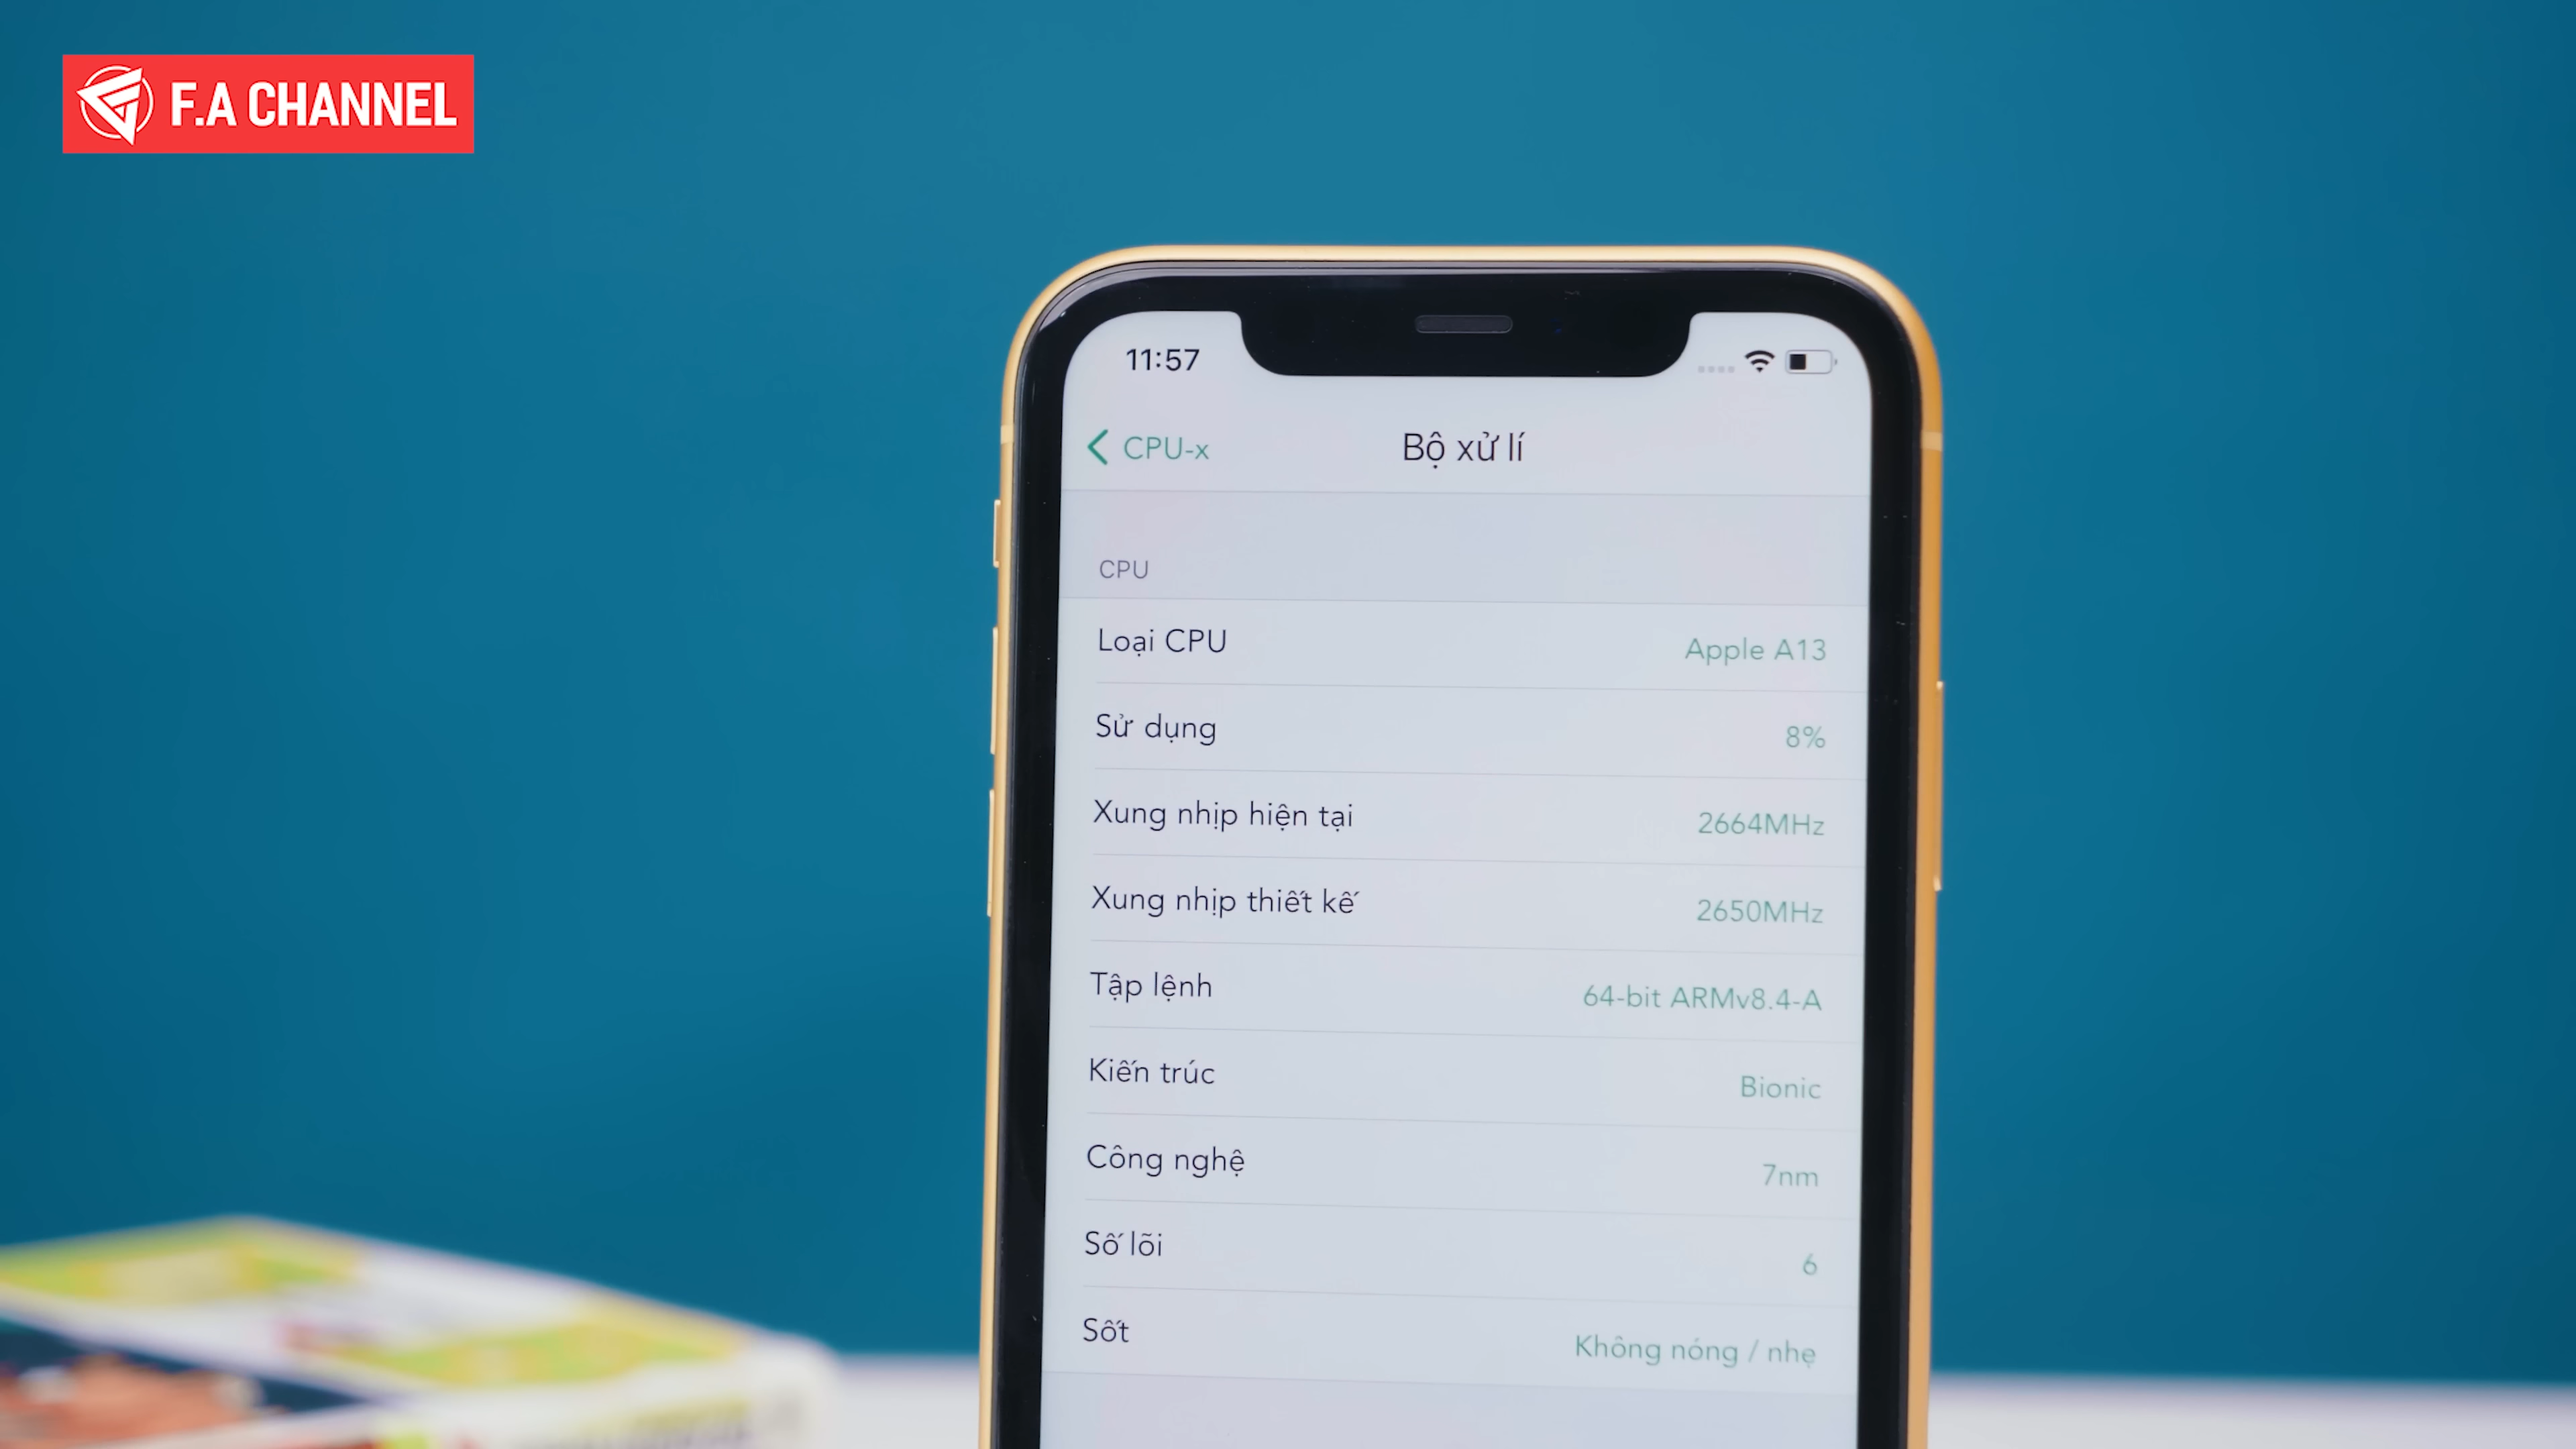 F.A CHANNEL
11:57
CPU-x
Bộ xử lí
CPU
Loại CPU
Apple A13
Sử dụng
8%
Xung nhịp hiện tại
2664MHz
Xung nhịp thiết kế
2650MHz
Tập lệnh
64-bit ARMv8.4-A
Kiến trúc
Bionic
Công nghệ
7nm
Số lõi
6
Sốt
Không nóng / nhẹ